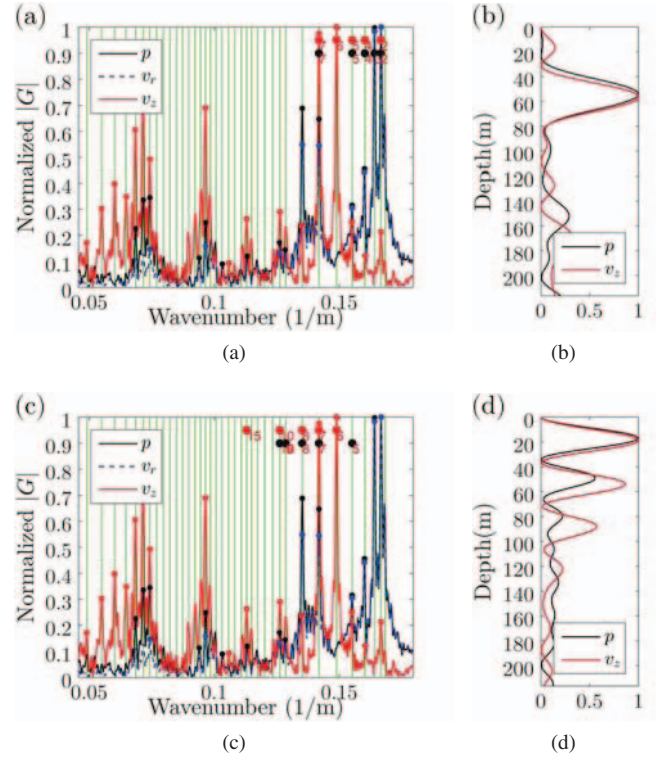 (a)
(b)
1
0.9
0.8
0.7
0.6
0.5
0.4
0.3
0.2
0.1
0
Normalized |G|
p
v_r
v_z
0.05
0.1
0.15
Wavenumber (1/m)
0
20
40
60
80
100
120
140
160
180
200
Depth(m)
p
v_z
0
0.5
1
(a)
(b)
(c)
(d)
1
0.9
0.8
0.7
0.6
0.5
0.4
0.3
0.2
0.1
0
Normalized |G|
p
v_r
v_z
15
0.05
0.1
0.15
Wavenumber (1/m)
0
20
40
60
80
100
120
140
160
180
200
Depth(m)
p
v_z
0
0.5
1
(c)
(d)